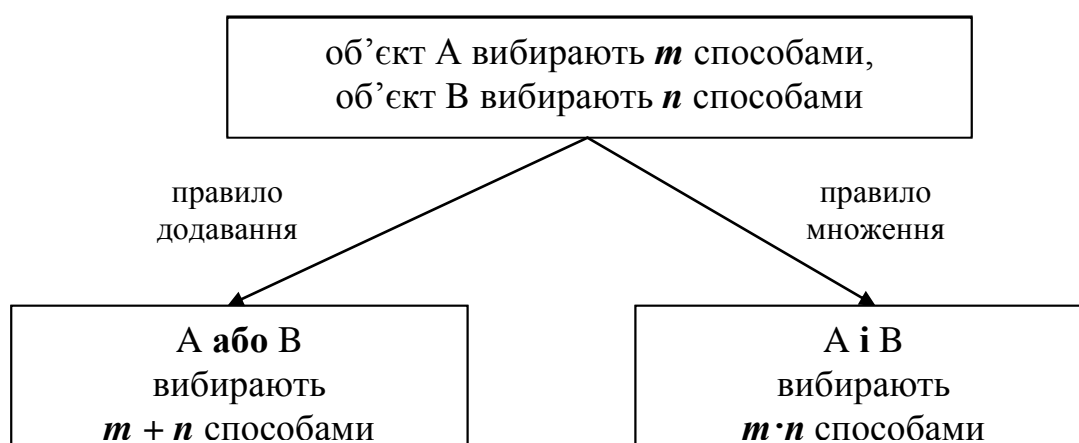 об’єкт А вибирають m способами,
об’єкт В вибирають n способами
правило
додавання
правило
множення
А або В
вибирають
m + n способами
А і В
вибирають
m·n способами